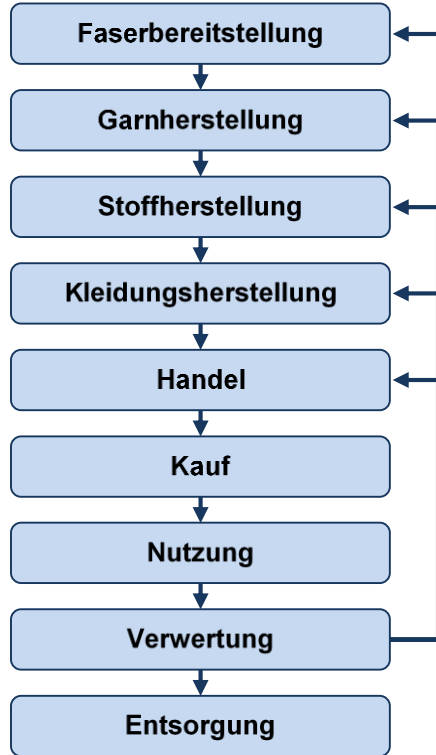 Faserbereitstellung
Garnherstellung
Stoffherstellung
Kleidungsherstellung
Handel
Kauf
Nutzung
Verwertung
Entsorgung